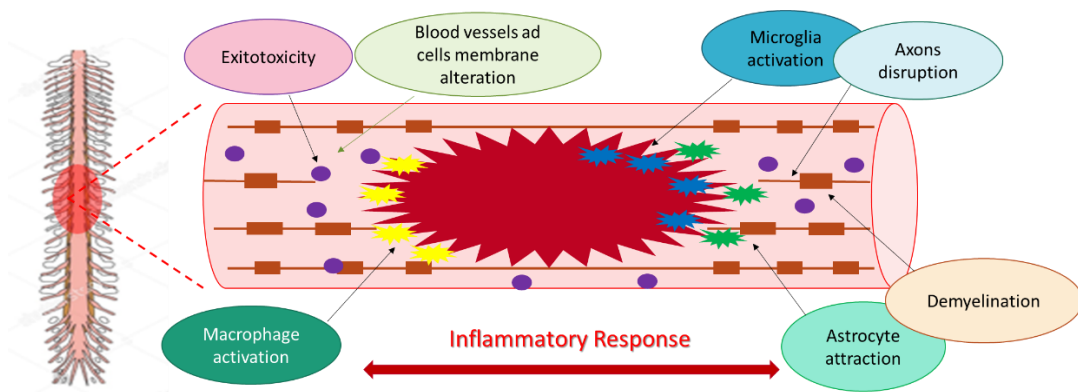 Exitotoxicity
Blood vessels ad
cells membrane
alteration
Microglia
activation
Axons
disruption
Macrophage
activation
Inflammatory Response
Astrocyte
attraction
Demyelination